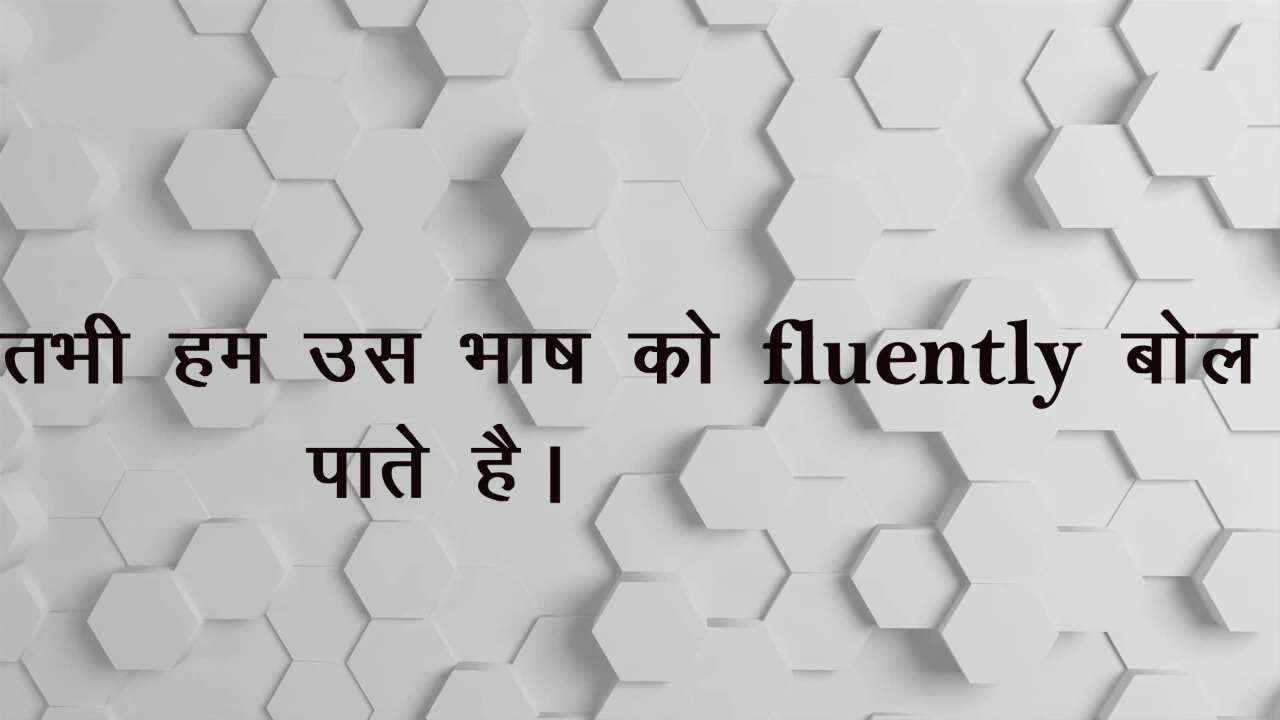 तभी हम उस भाष को fluently बोल
पाते है।